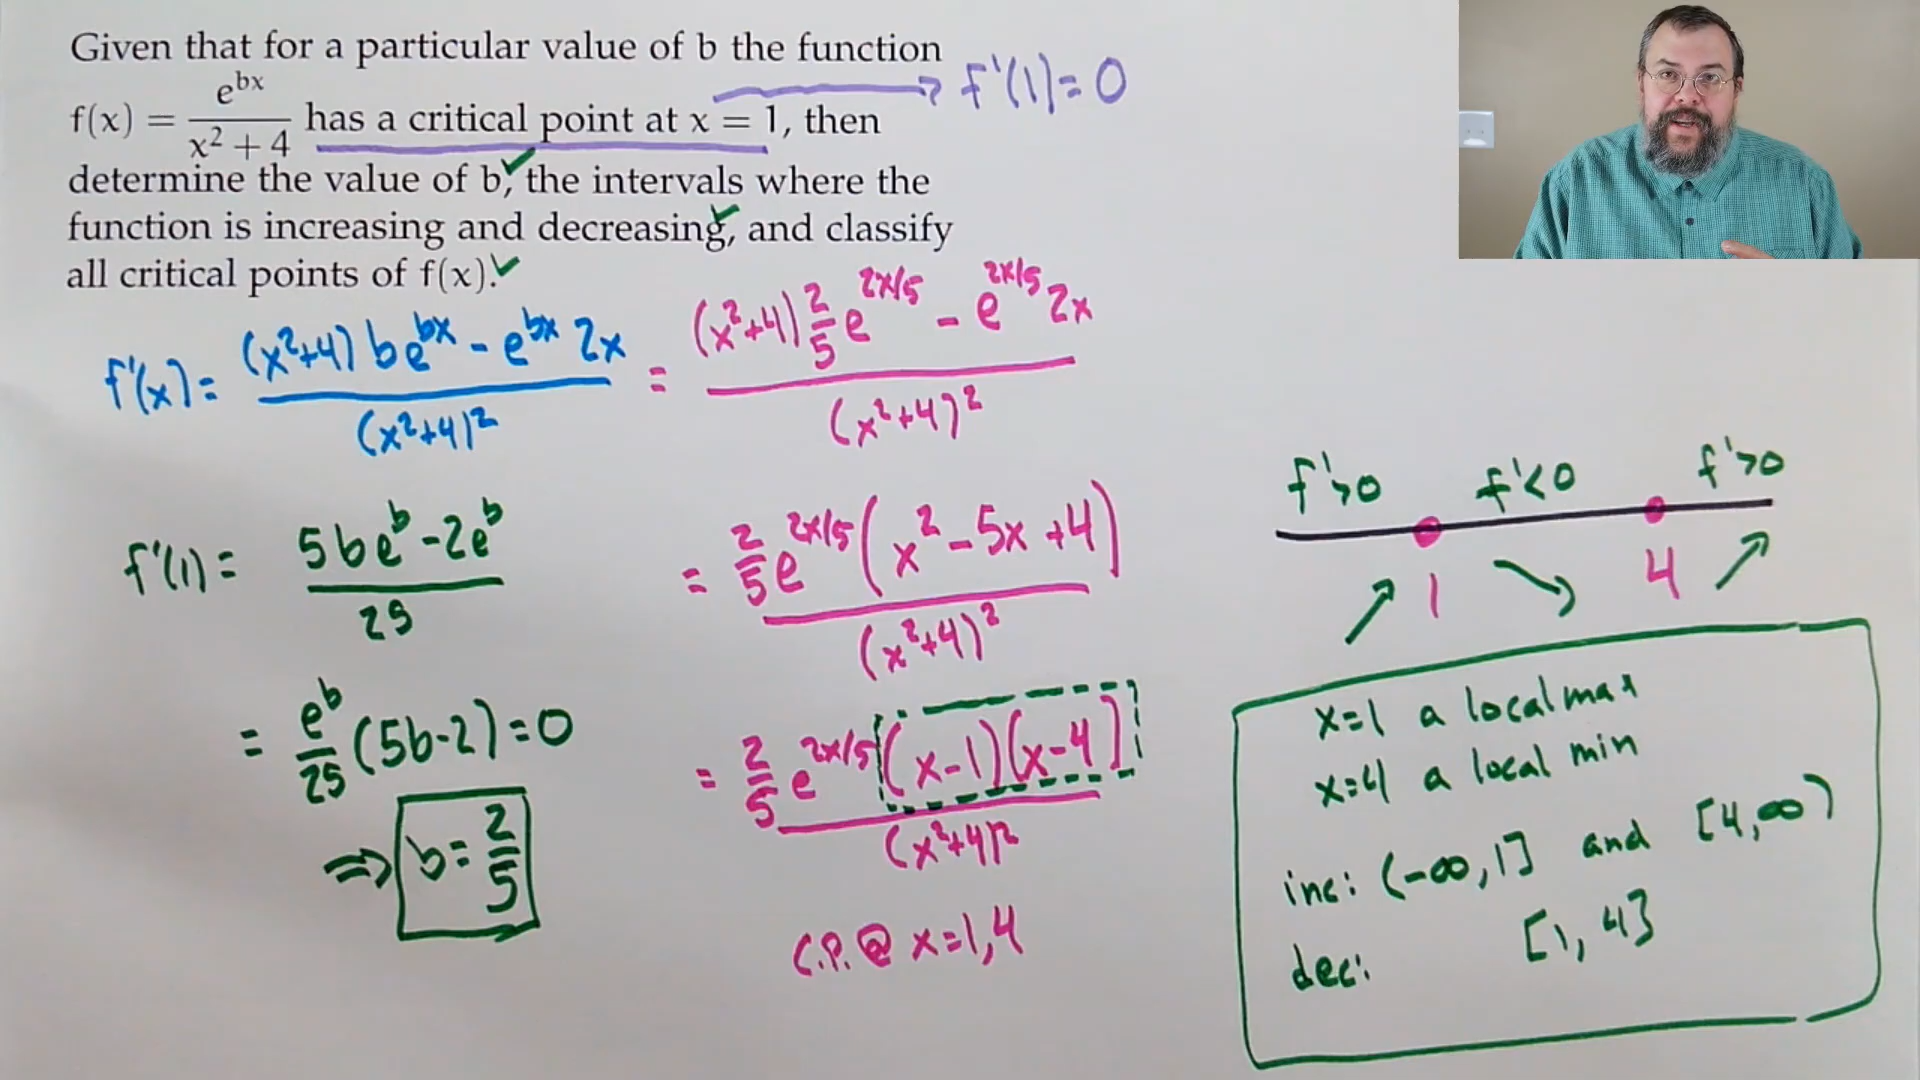 Given that for a particular value of b the function
f(x) = e^{bx} / (x² + 4) has a critical point at x = 1, then
f'(1) = 0
determine the value of b, the intervals where the
function is increasing and decreasing, and classify
all critical points of f(x).
f'(x) = ((x²+4) b e^{bx} - e^{bx} 2x) / (x²+4)² = ((x²+4) 2/5 e^{2x/5} - e^{2x/5} 2x) / (x²+4)²
f'(1) = (5be^b - 2e^b) / 25
= e^b/25 (5b-2) = 0
⇒ b = 2/5
= 2/5 e^{2x/5} (x² - 5x + 4) / (x²+4)²
= 2/5 e^{2x/5} (x-1)(x-4) / (x²+4)²
C.P. @ x=1,4
f'>0 f'<0 f'>0
1 4
x=1 a local max
x=4 a local min
inc: (-∞,1] and [4,∞)
dec: [1,4]